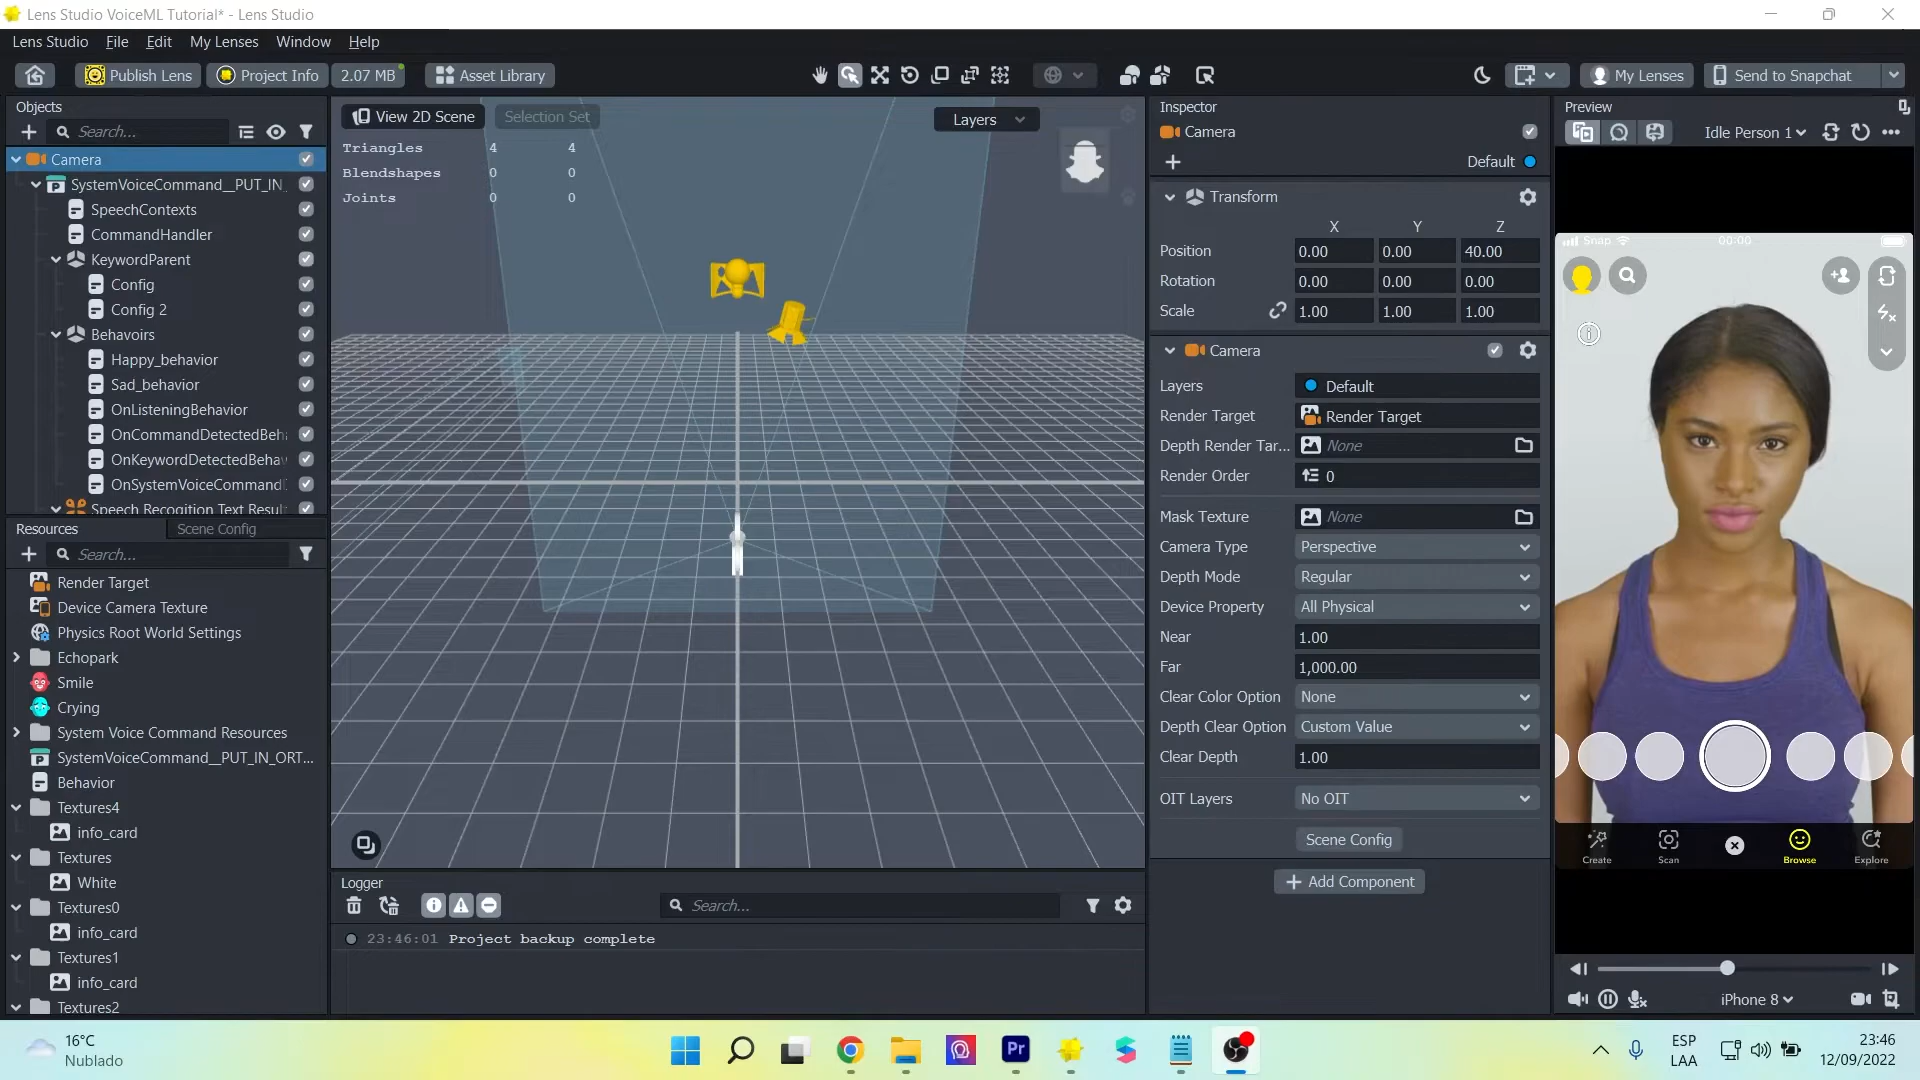 Lens Studio VoiceML Tutorial* - Lens Studio
Lens Studio File Edit My Lenses Window Help
Publish Lens Project Info 2.07 MB Asset Library My Lenses Send to Snapchat
Objects
Search...
Camera
SystemVoiceCommand__PUT_IN_
SpeechContexts
CommandHandler
KeywordParent
Config
Config 2
Behavoirs
Happy_behavior
Sad_behavior
OnListeningBehavior
OnCommandDetectedBeh
OnKeywordDetectedBehav
OnSystemVoiceCommand
Speech Recogition Text Resul
Resources Scene Config
Search...
Render Target
Device Camera Texture
Physics Root World Settings
Echopark
Smile
Crying
System Voice Command Resources
SystemVoiceCommand__PUT_IN_ORT...
Behavior
Textures4
info_card
Textures
White
Textures0
info_card
Textures1
info_card
Textures2
View 2D Scene Selection Set Layers
Triangles 4 4
Blendshapes 0 0
Joints 0 0
Logger
Search...
23:46:01 Project backup complete
Inspector
Camera
Default
Transform
X Y Z
Position 0.00 0.00 40.00
Rotation 0.00 0.00 0.00
Scale 1.00 1.00 1.00
Camera
Layers Default
Render Target Render Target
Depth Render Tar... None
Render Order 0
Mask Texture None
Camera Type Perspective
Depth Mode Regular
Device Property All Physical
Near 1.00
Far 1,000.00
Clear Color Option None
Depth Clear Option Custom Value
Clear Depth 1.00
OIT Layers No OIT
Scene Config
Add Component
Preview
Idle Person 1
Snap 00:00
Create Scan Browse Explore
iPhone 8
16°C
Nublado
Pr
ESP
LAA
23:46
12/09/2022